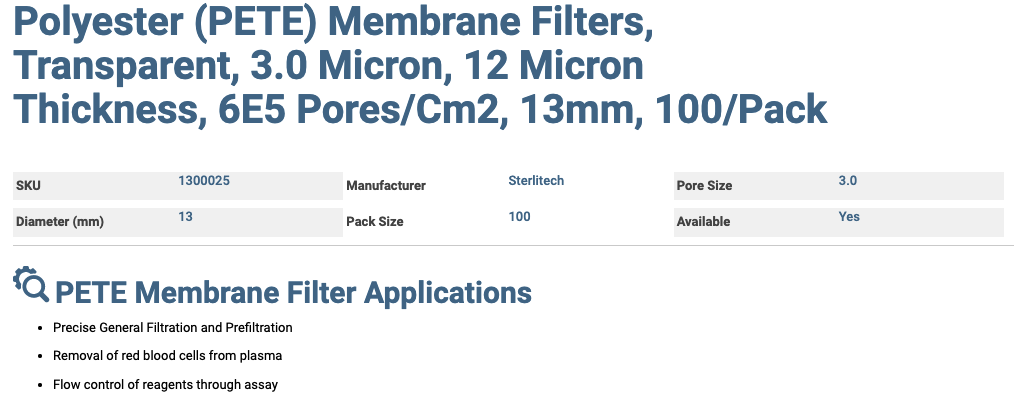 Polyester (PETE) Membrane Filters,
Transparent, 3.0 Micron, 12 Micron
Thickness, 6E5 Pores/Cm2, 13mm, 100/Pack
SKU 1300025 Manufacturer Sterlitech Pore Size 3.0
Diameter (mm) 13 Pack Size 100 Available Yes
PETE Membrane Filter Applications
• Precise General Filtration and Prefiltration
• Removal of red blood cells from plasma
• Flow control of reagents through assay